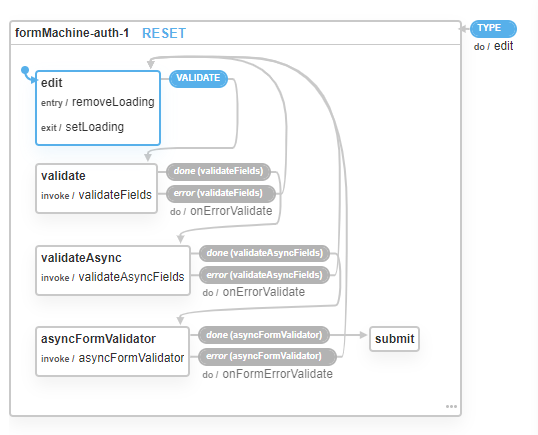 formMachine-auth-1 RESET
TYPE
do / edit
edit
VALIDATE
entry / removeLoading
exit / setLoading
validate
done (validateFields)
invoke / validateFields
error (validateFields)
do / onErrorValidate
validateAsync
done (validateAsyncFields)
invoke / validateAsyncFields
error (validateAsyncFields)
do / onErrorValidate
asyncFormValidator
done (asyncFormValidator)
submit
invoke / asyncFormValidator
error (asyncFormValidator)
do / onFormErrorValidate